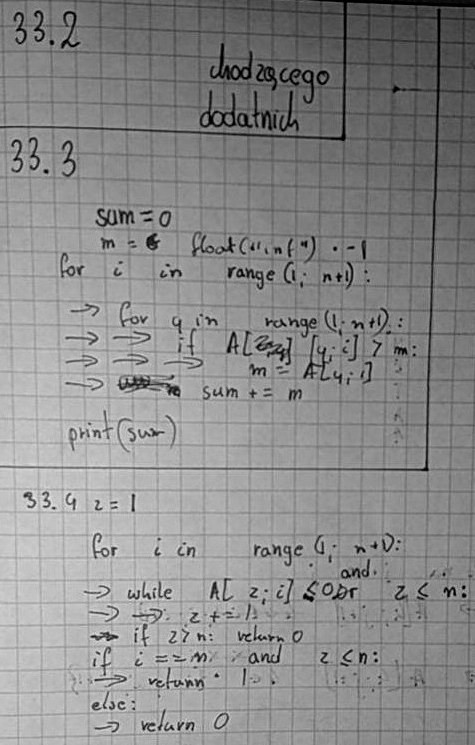 33.2
chodzącego
dodatnich
33.3
sum = 0
m = float("inf") · -1
for i in range(1; n+1):
→ for y in range(1; n+1):
→ → if A[y; i] > m:
→ → → m = A[y; i]
→ sum += m
print(sum)
33.4 z = 1
for i in range(1; n+1):
and
→ while A[z; i] ≤ 0 or z ≤ n:
→ → z += 1
→ if z > n: return 0
if i == n and z ≤ n:
→ return 1
else:
→ return 0